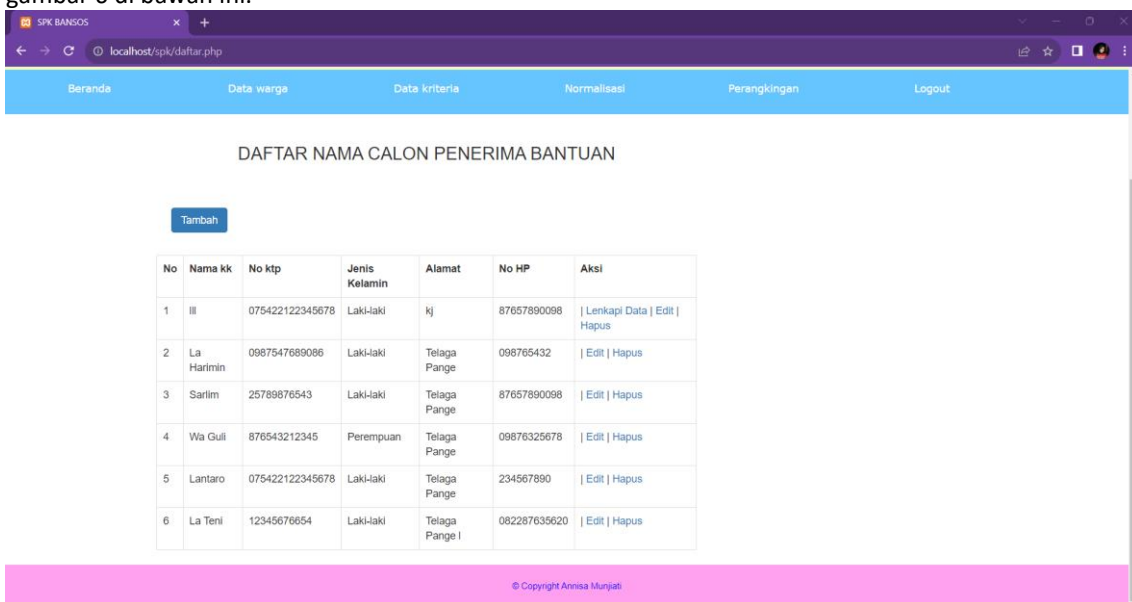 gambar 6 di bawah ini.
SPK BANSOS
localhost/spk/daftar.php
Beranda Data warga Data kriteria Normalisasi Perangkingan Logout
DAFTAR NAMA CALON PENERIMA BANTUAN
Tambah
No Nama kk No ktp Jenis Kelamin Alamat No HP Aksi
1 lll 075422122345678 Laki-laki kj 87657890098 | Lenkapi Data | Edit | Hapus
2 La Harimin 0987547689086 Laki-laki Telaga Pange 098765432 | Edit | Hapus
3 Sarlim 25789876543 Laki-laki Telaga Pange 87657890098 | Edit | Hapus
4 Wa Guli 876543212345 Perempuan Telaga Pange 09876325678 | Edit | Hapus
5 Lantaro 075422122345678 Laki-laki Telaga Pange 234567890 | Edit | Hapus
6 La Teni 12345676654 Laki-laki Telaga Pange I 082287635620 | Edit | Hapus
© Copyright Annisa Munjiati